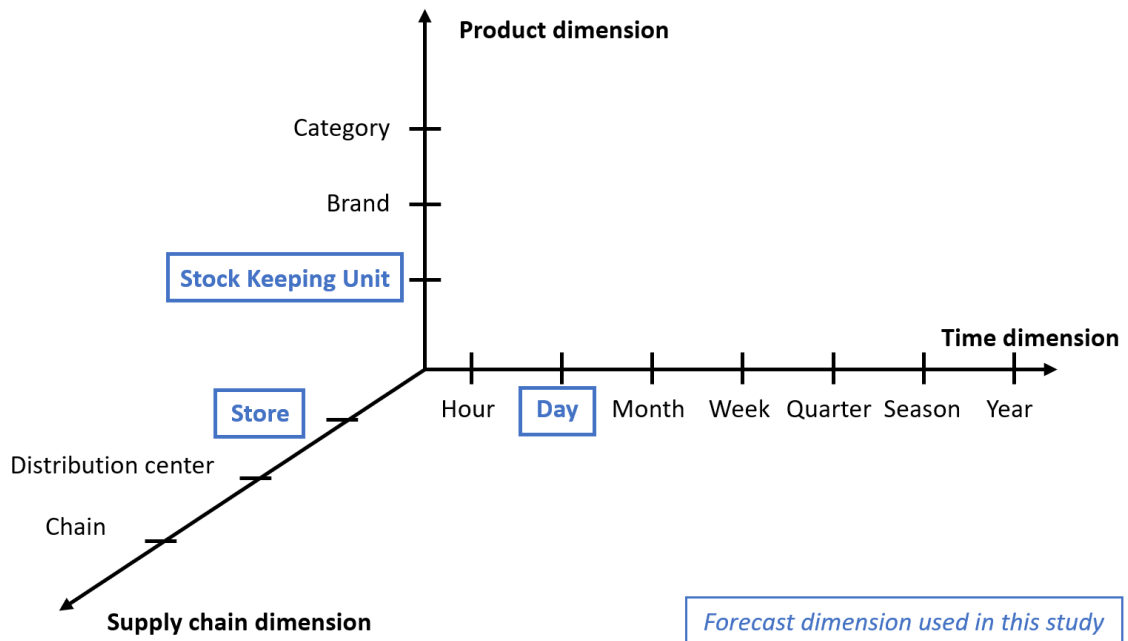 Product dimension
Category
Brand
Stock Keeping Unit
Time dimension
Hour Day Month Week Quarter Season Year
Store
Distribution center
Chain
Supply chain dimension
Forecast dimension used in this study